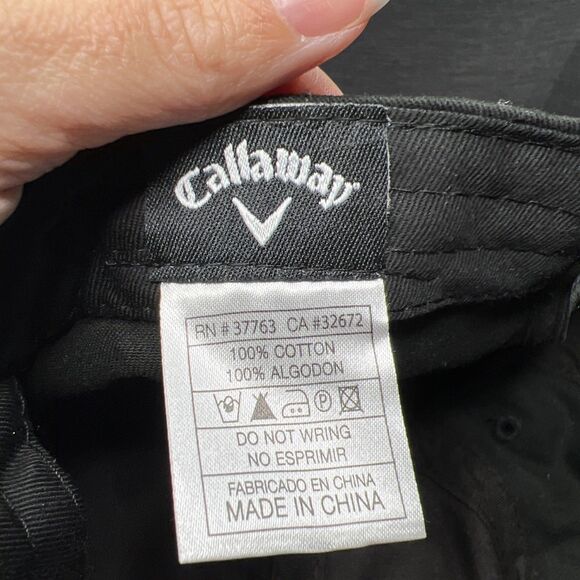 Callaway
RN # 37763 CA #32672
100% COTTON
100% ALGODON
P
DO NOT WRING
NO ESPRIMIR
FABRICADO EN CHINA
MADE IN CHINA